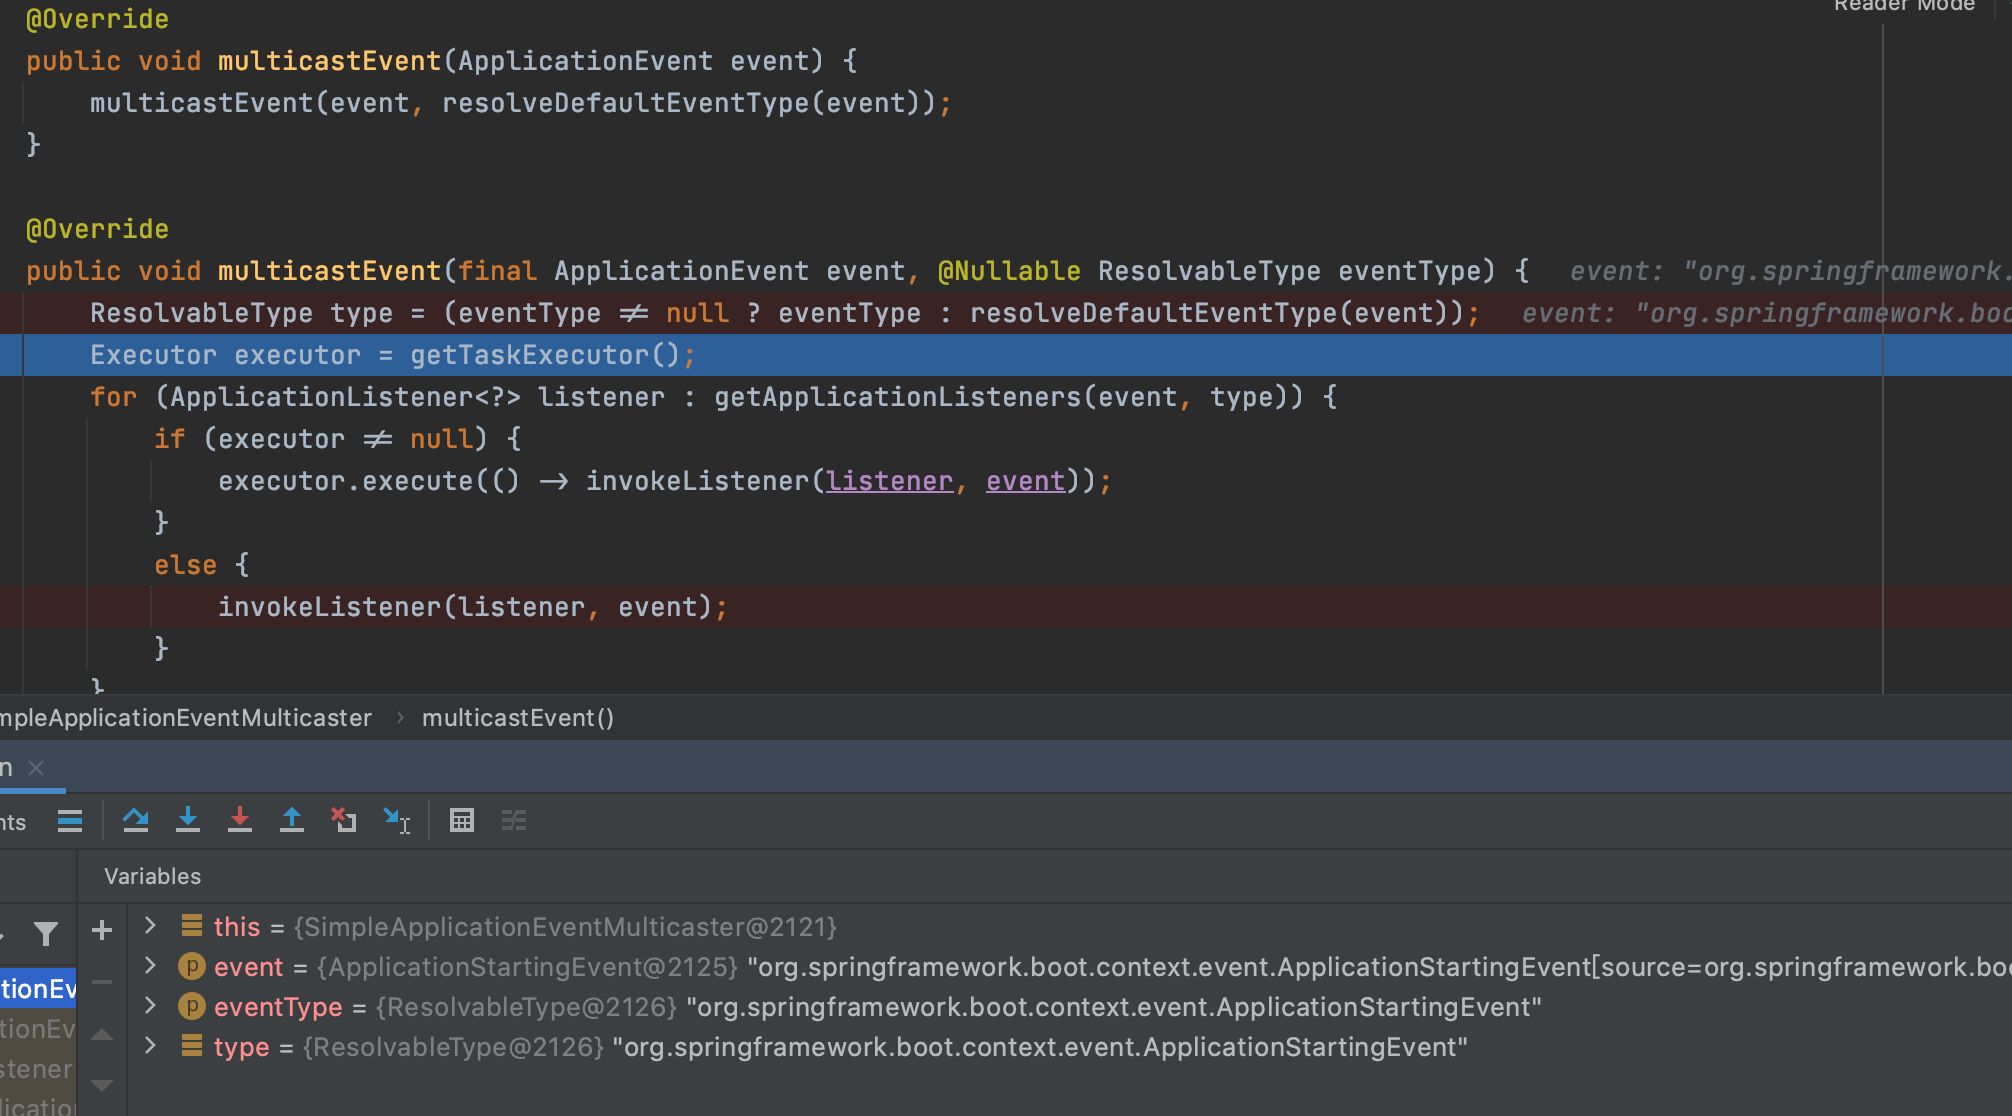 @Override
Reader Mode
public void multicastEvent(ApplicationEvent event) {
multicastEvent(event, resolveDefaultEventType(event));
}
@Override
public void multicastEvent(final ApplicationEvent event, @Nullable ResolvableType eventType) { event: "org.springframework.
ResolvableType type = (eventType ≠ null ? eventType : resolveDefaultEventType(event)); event: "org.springframework.boo
Executor executor = getTaskExecutor();
for (ApplicationListener<?> listener : getApplicationListeners(event, type)) {
if (executor ≠ null) {
executor.execute(() → invokeListener(listener, event));
}
else {
invokeListener(listener, event);
}
}
mpleApplicationEventMulticaster › multicastEvent()
n ×
nts
Variables
this = {SimpleApplicationEventMulticaster@2121}
p event = {ApplicationStartingEvent@2125} "org.springframework.boot.context.event.ApplicationStartingEvent[source=org.springframework.boo
tionEv
p eventType = {ResolvableType@2126} "org.springframework.boot.context.event.ApplicationStartingEvent"
tionEv
type = {ResolvableType@2126} "org.springframework.boot.context.event.ApplicationStartingEvent"
stener
licatio